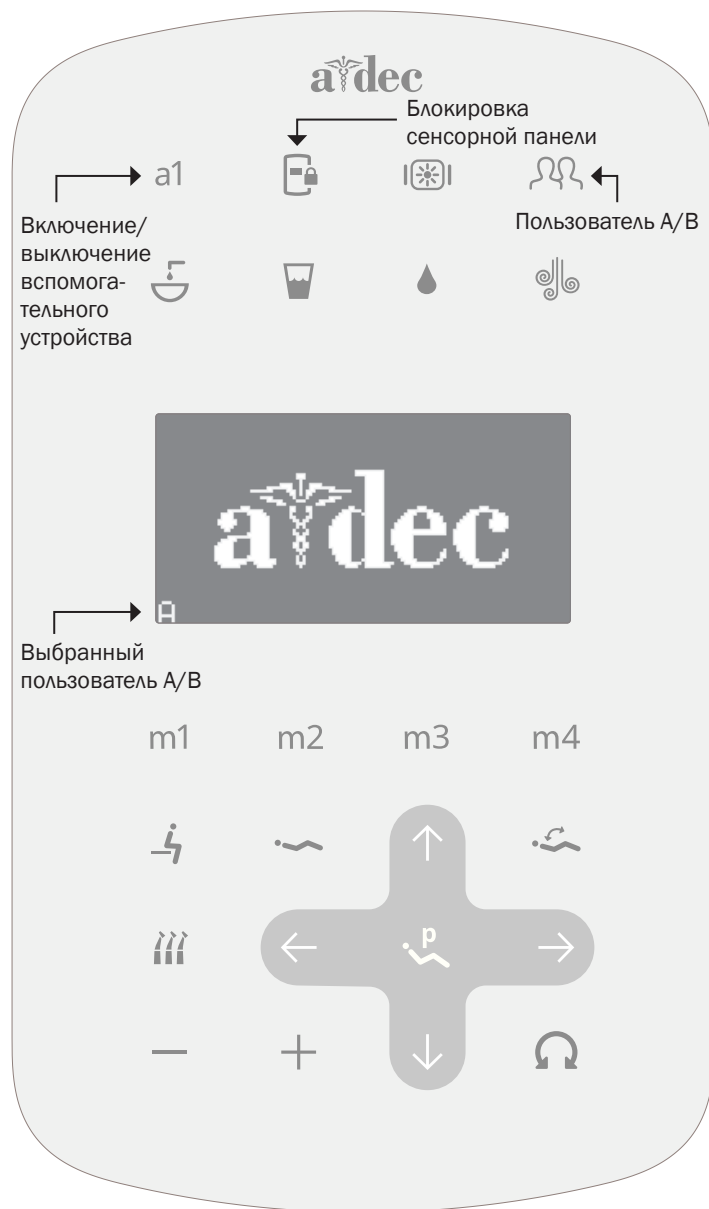 a dec
Блокировка
сенсорной панели
a1
Включение/
выключение
вспомога-
тельного
устройства
Пользователь A/B
a dec
A
Выбранный
пользователь A/B
m1 m2 m3 m4
p